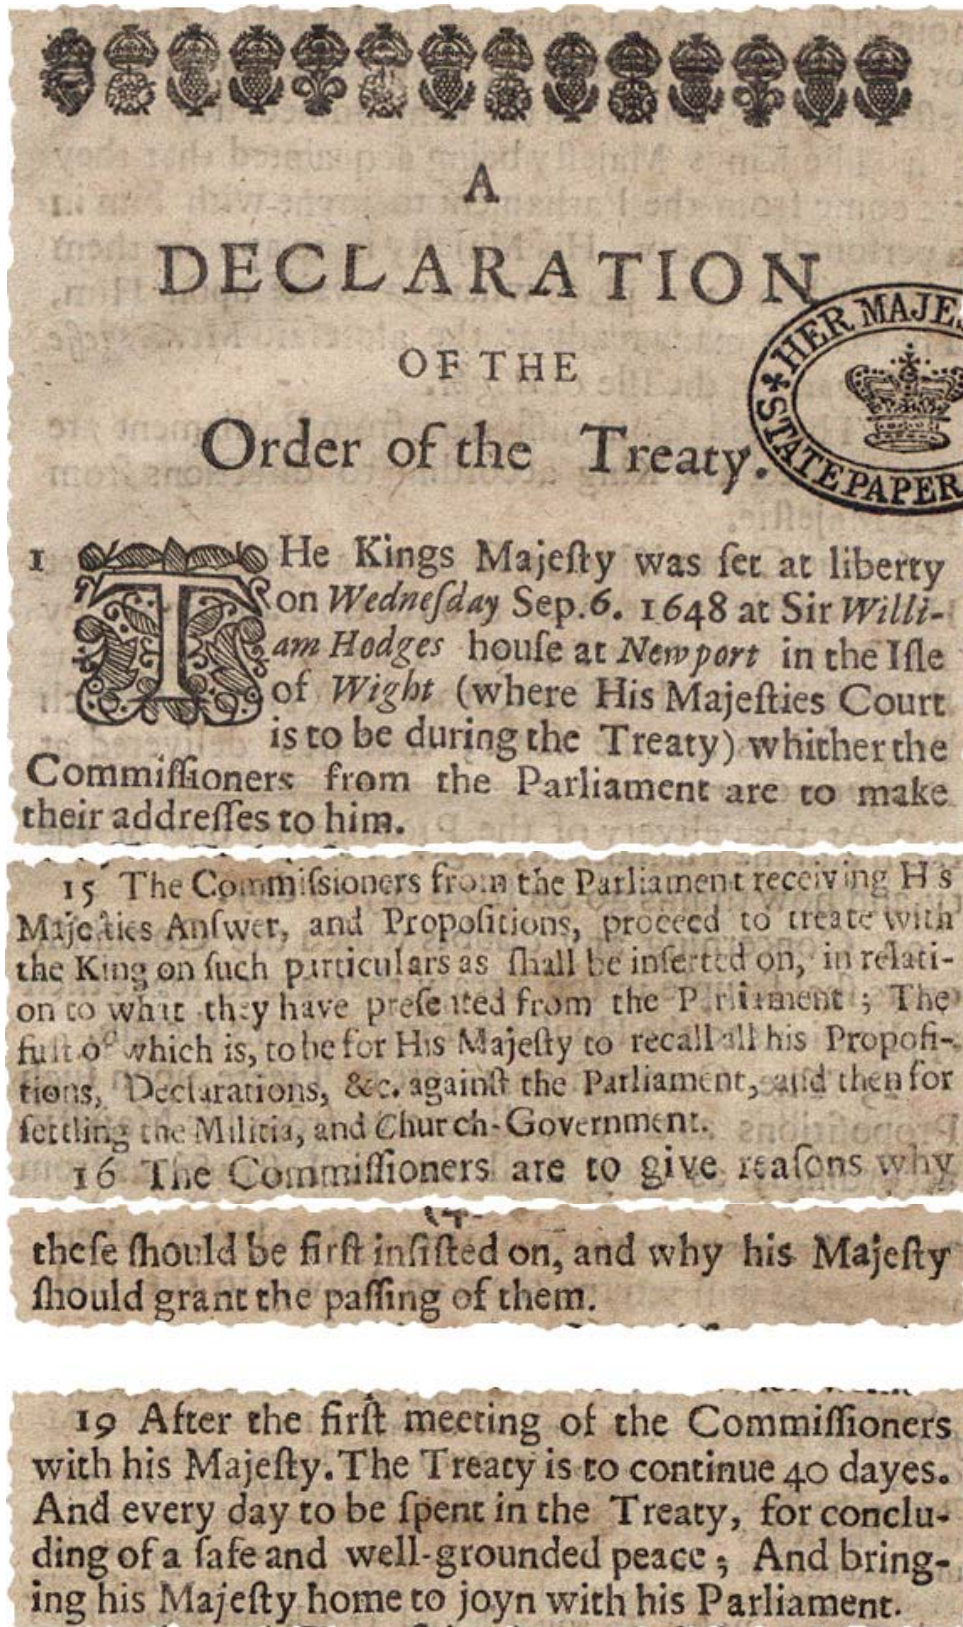 A
DECLARATION
OF THE
Order of the Treaty.
HER MAJES
STATE PAPER
1 THe Kings Majeſty was ſet at liberty
on Wedneſday Sep. 6. 1648 at Sir Willi-
am Hodges houſe at Newport in the Iſle
of Wight (where His Majeſties Court
is to be during the Treaty) whither the
Commiſſioners from the Parliament are to make
their addreſſes to him.
15 The Commiſsioners from the Parliament receiving H s
Majeſties Anſwer, and Propoſitions, proceed to treate with
the King on ſuch particulars as ſhall be inſerted on, in relati-
on to what they have preſented from the Parliament ; The
firſt of which is, to be for His Majeſty to recall all his Propoſi-
tions, Declarations, &c. againſt the Parliament, and then for
ſettling the Militia, and Church-Government.
16 The Commiſſioners are to give reaſons why
theſe ſhould be firſt inſiſted on, and why his Majeſty
ſhould grant the paſſing of them.
19 After the firſt meeting of the Commiſſioners
with his Majeſty. The Treaty is to continue 40 dayes.
And every day to be ſpent in the Treaty, for conclu-
ding of a ſafe and well-grounded peace ; And bring-
ing his Majeſty home to joyn with his Parliament.